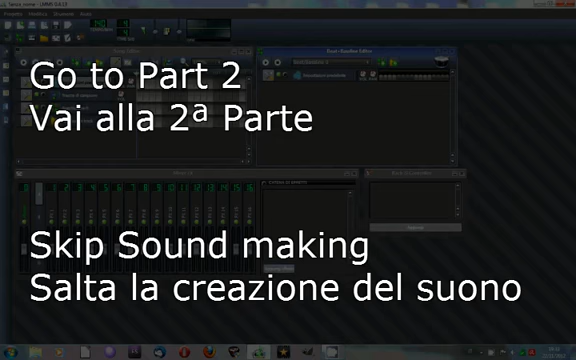 Go to Part 2
Vai alla 2ª Parte
Skip Sound making
Salta la creazione del suono